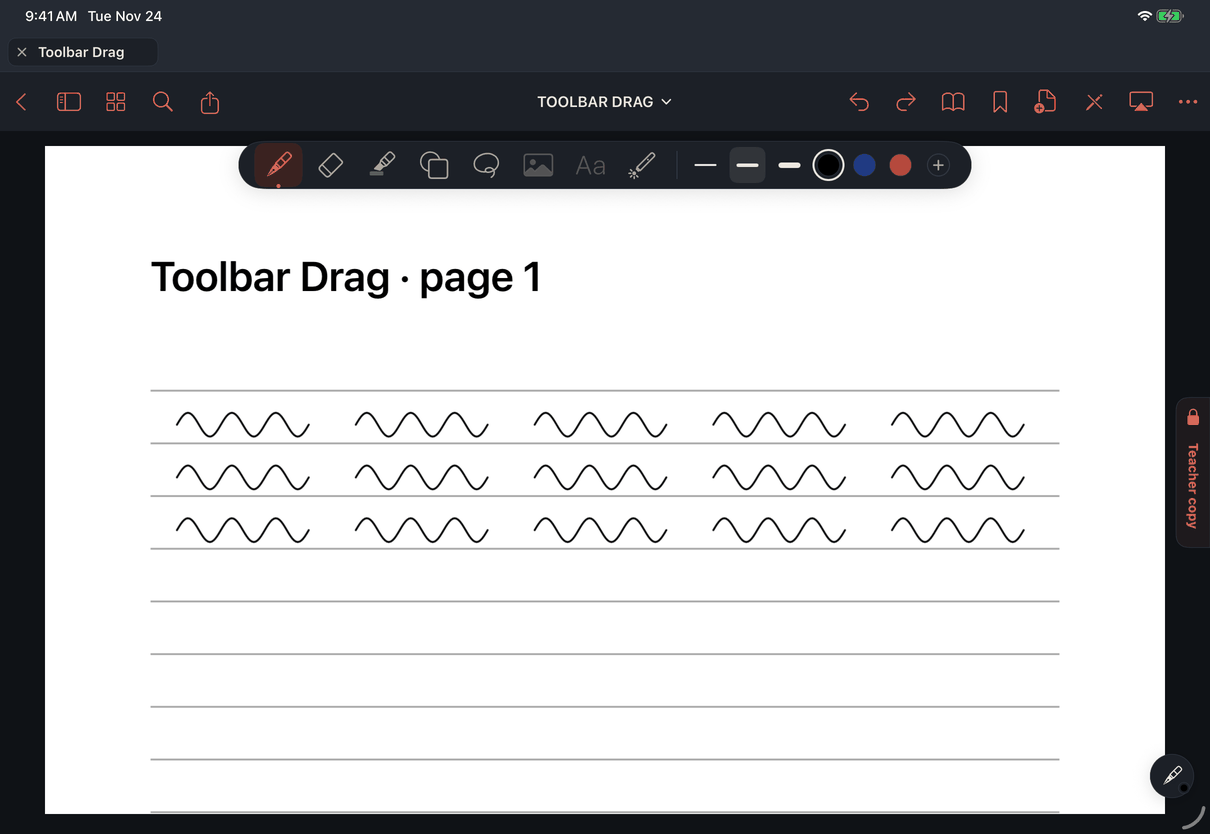 9:41 AM Tue Nov 24
Toolbar Drag
TOOLBAR DRAG
Aa
Toolbar Drag · page 1
Teacher copy